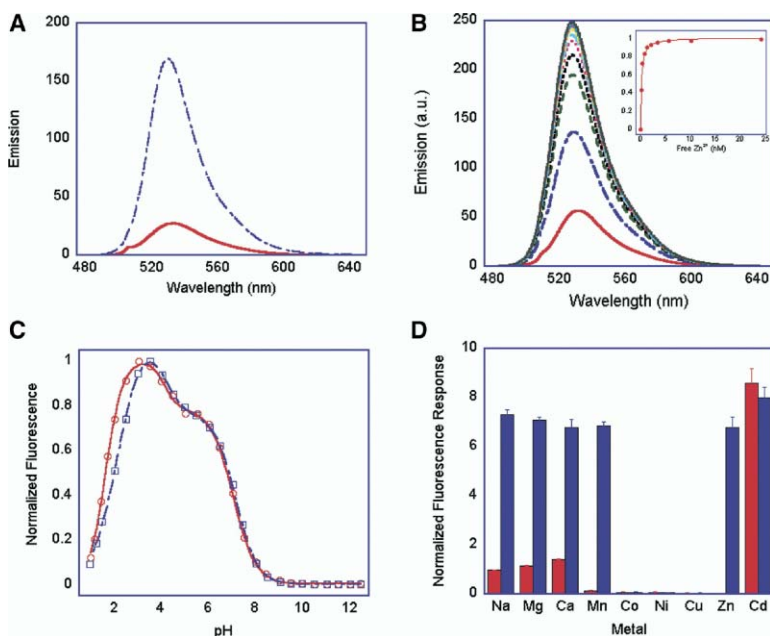 A
200
150
100
50
0
Emission
480 520 560 600 640
Wavelength (nm)
B
250
200
150
100
50
0
Emission (a.u.)
480 520 560 600 640
Wavelength (nm)
1
0.8
0.6
0.4
0.2
0
0 5 10 15 20 25
Free Zn²⁺ (nM)
C
1
0.8
0.6
0.4
0.2
0
Normalized Fluorescence
2 4 6 8 10 12
pH
D
10
8
6
4
2
0
Normalized Fluorescence Response
Na Mg Ca Mn Co Ni Cu Zn Cd
Metal